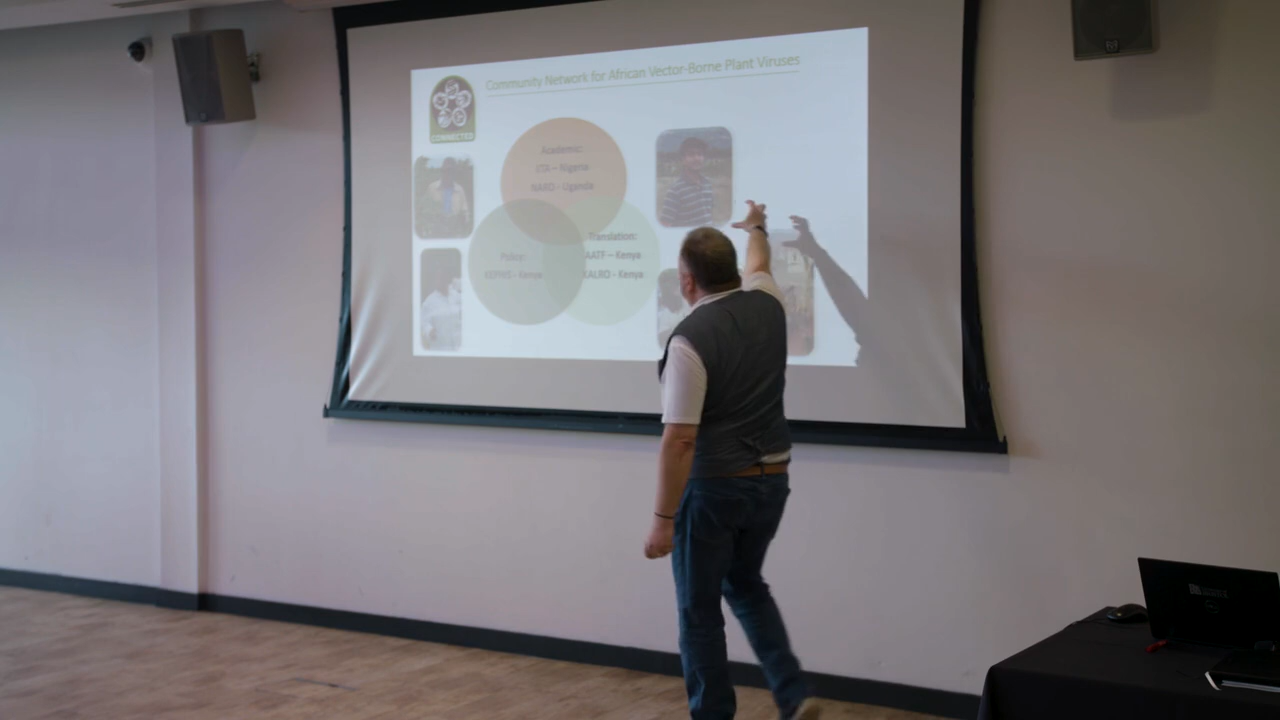 Community Network for African Vector-Borne Plant Viruses
CONNECTED
Academic:
IITA – Nigeria
NARO - Uganda
Policy:
KEPHIS - Kenya
Translation:
AATF – Kenya
KALRO - Kenya